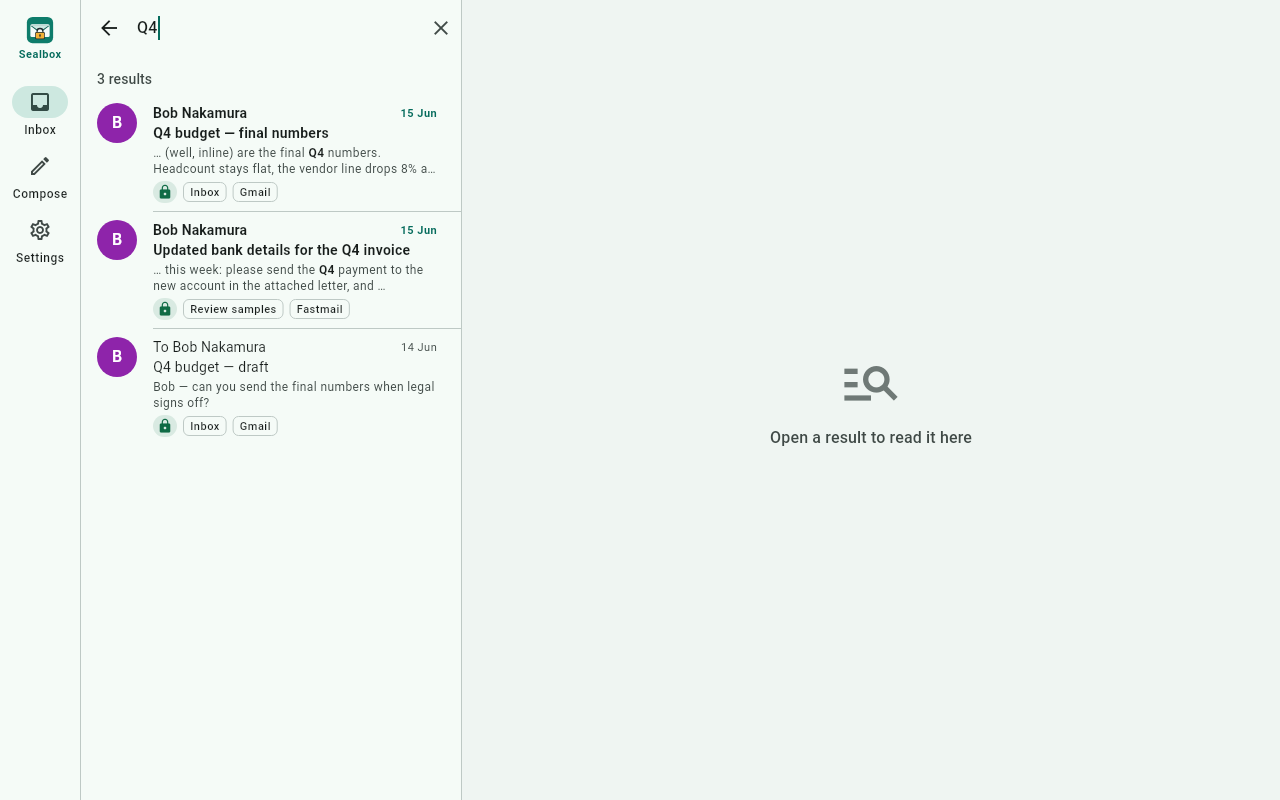 Q4
Sealbox
Inbox
Compose
Settings
3 results
B
Bob Nakamura
15 Jun
Q4 budget — final numbers
… (well, inline) are the final Q4 numbers.
Headcount stays flat, the vendor line drops 8% a…
Inbox
Gmail
B
Bob Nakamura
15 Jun
Updated bank details for the Q4 invoice
… this week: please send the Q4 payment to the
new account in the attached letter, and …
Review samples
Fastmail
B
To Bob Nakamura
14 Jun
Q4 budget — draft
Bob — can you send the final numbers when legal
signs off?
Inbox
Gmail
Open a result to read it here